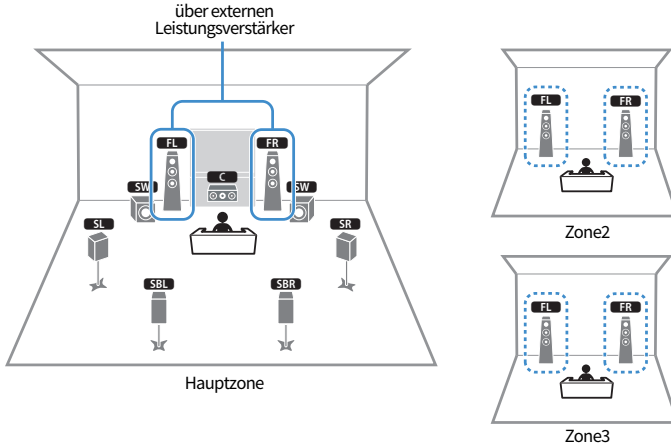 über externen
Leistungsverstärker
FL
FR
C
SW
SW
SL
SR
SBL
SBR
Hauptzone
FL
FR
Zone2
FL
FR
Zone3